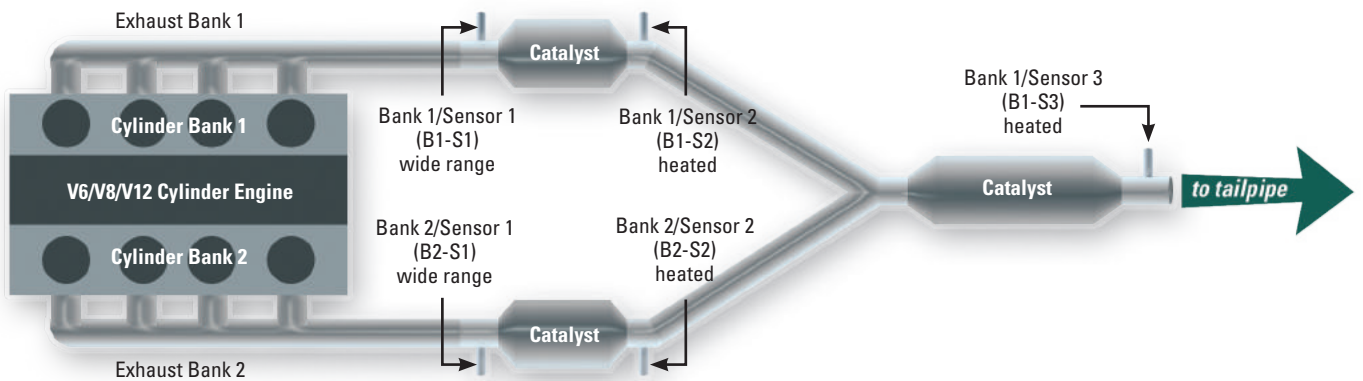 Exhaust Bank 1
Catalyst
Bank 1/Sensor 1
(B1-S1)
wide range
Bank 1/Sensor 2
(B1-S2)
heated
Bank 1/Sensor 3
(B1-S3)
heated
Cylinder Bank 1
V6/V8/V12 Cylinder Engine
Catalyst
to tailpipe
Cylinder Bank 2
Bank 2/Sensor 1
(B2-S1)
wide range
Bank 2/Sensor 2
(B2-S2)
heated
Catalyst
Exhaust Bank 2